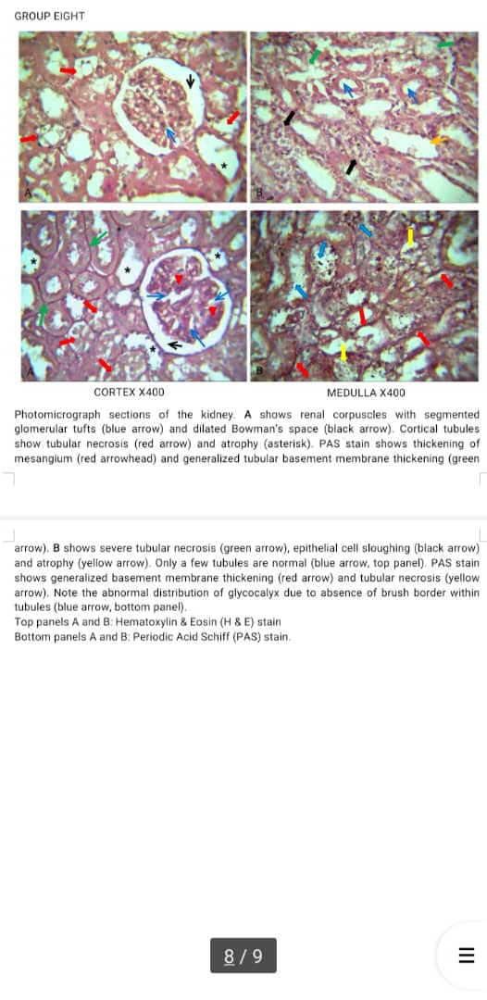 GROUP EIGHT
A
B
A
B
CORTEX X400
MEDULLA X400
Photomicrograph sections of the kidney. A shows renal corpuscles with segmented
glomerular tufts (blue arrow) and dilated Bowman's space (black arrow). Cortical tubules
show tubular necrosis (red arrow) and atrophy (asterisk). PAS stain shows thickening of
mesangium (red arrowhead) and generalized tubular basement membrane thickening (green
arrow). B shows severe tubular necrosis (green arrow), epithelial cell sloughing (black arrow)
and atrophy (yellow arrow). Only a few tubules are normal (blue arrow, top panel). PAS stain
shows generalized basement membrane thickening (red arrow) and tubular necrosis (yellow
arrow). Note the abnormal distribution of glycocalyx due to absence of brush border within
tubules (blue arrow, bottom panel).
Top panels A and B: Hematoxylin & Eosin (H & E) stain
Bottom panels A and B: Periodic Acid Schiff (PAS) stain.
8 / 9